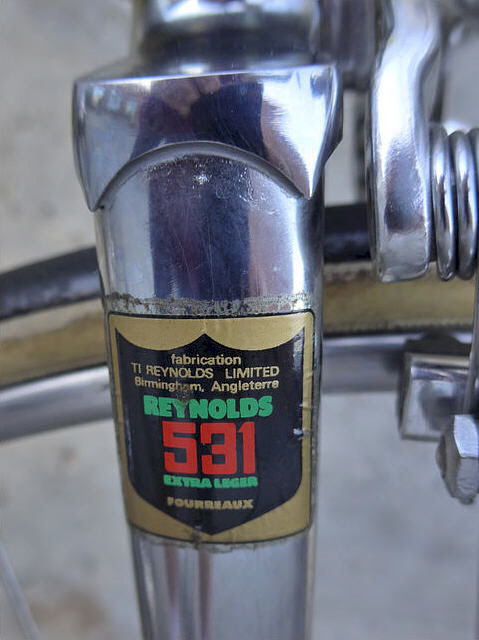 fabrication
TI REYNOLDS LIMITED
Birmingham, Angleterre
REYNOLDS
531
EXTRA LEGER
FOURREAUX